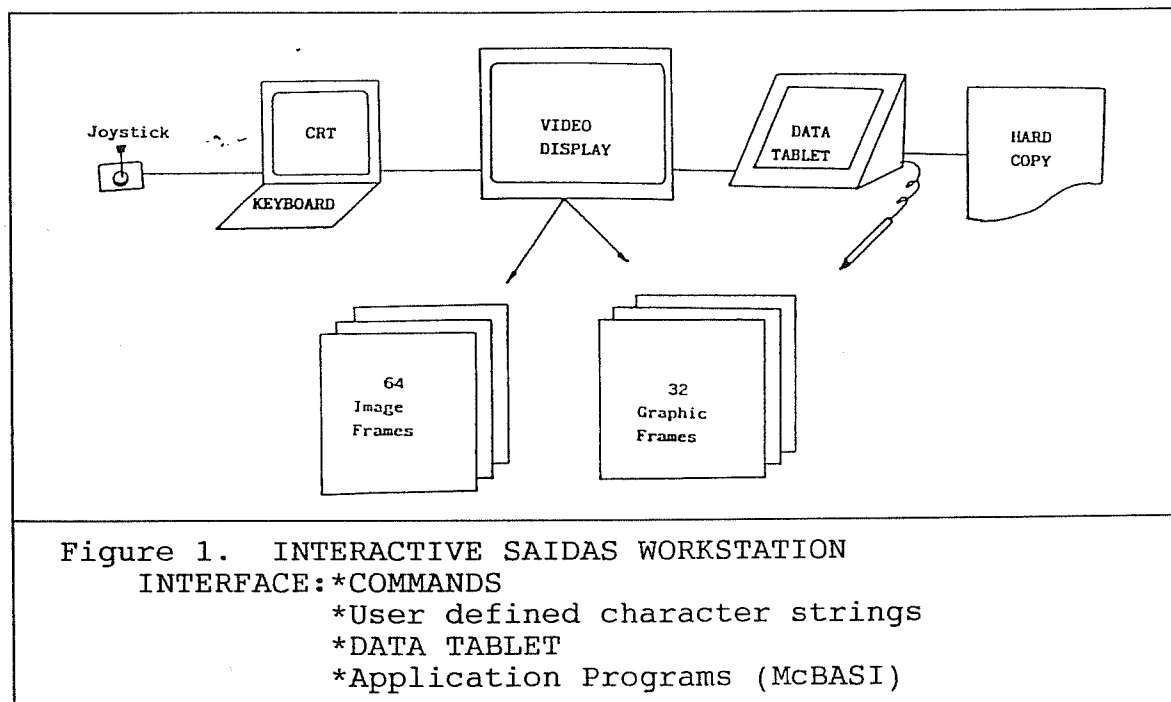 Joystick
CRT
KEYBOARD
VIDEO
DISPLAY
DATA
TABLET
HARD
COPY
64
Image
Frames
32
Graphic
Frames
Figure 1. INTERACTIVE SAIDAS WORKSTATION
INTERFACE:*COMMANDS
*User defined character strings
*DATA TABLET
*Application Programs (McBASI)